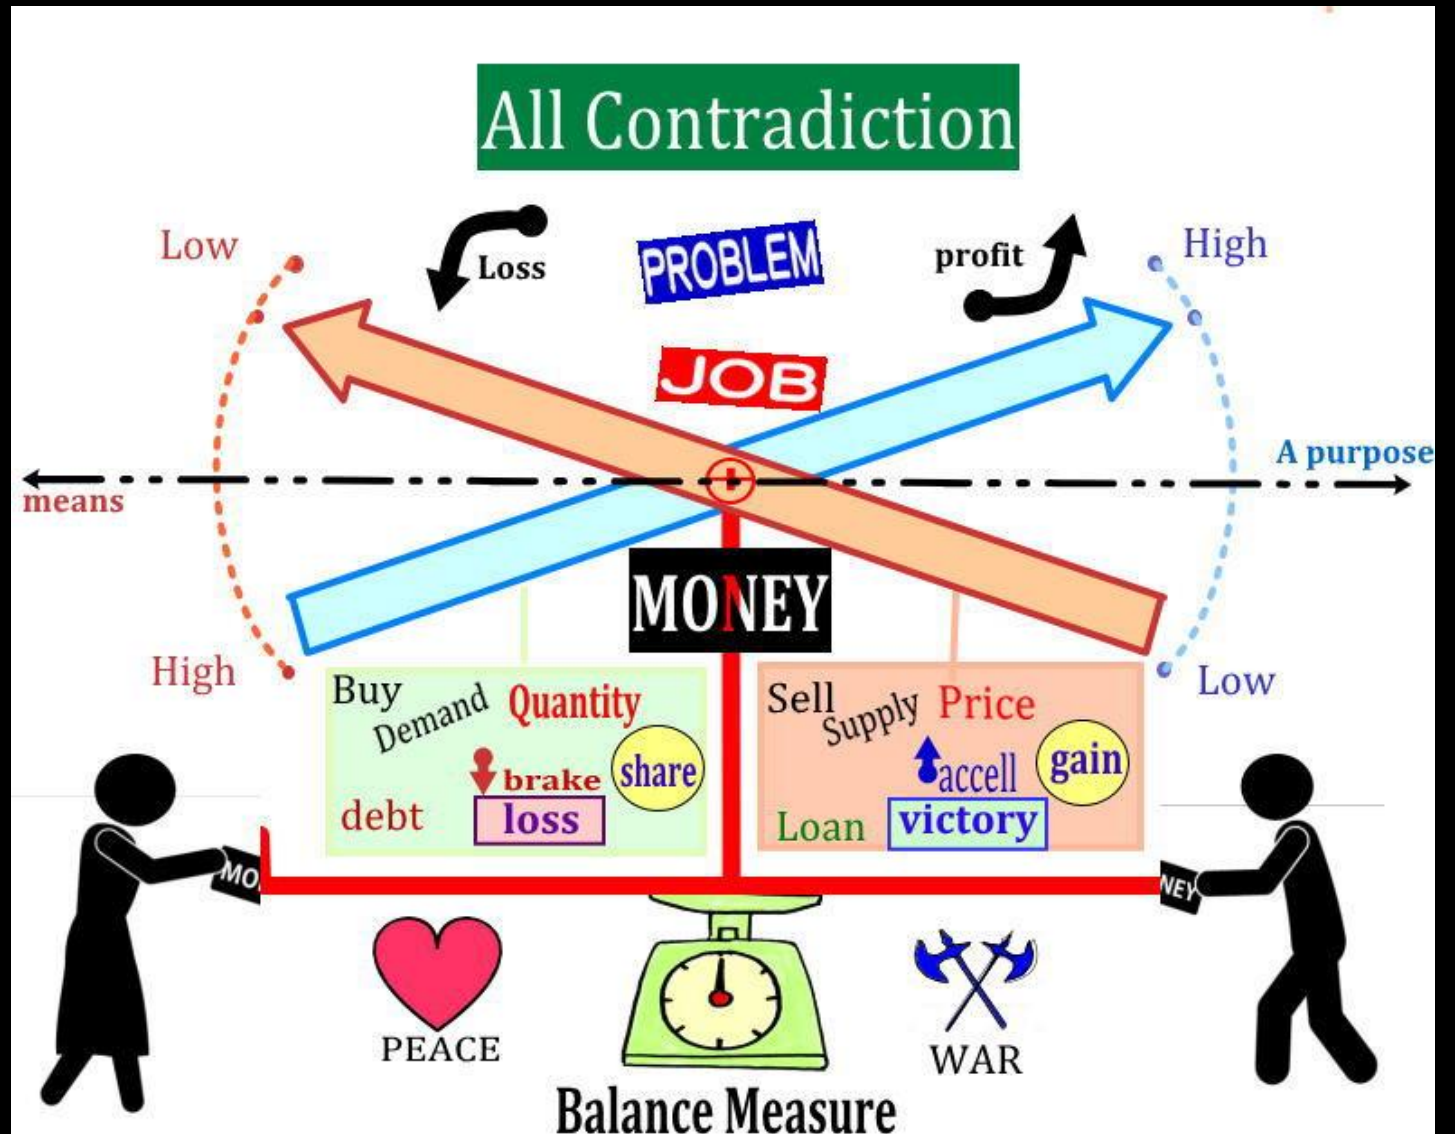 All Contradiction
Low
Loss
PROBLEM
profit
High
JOB
A purpose
means
MONEY
High
Low
Buy
Demand
Quantity
brake
share
debt
loss
Sell
Supply
Price
accell
gain
Loan
victory
MO
NEY
PEACE
WAR
Balance Measure